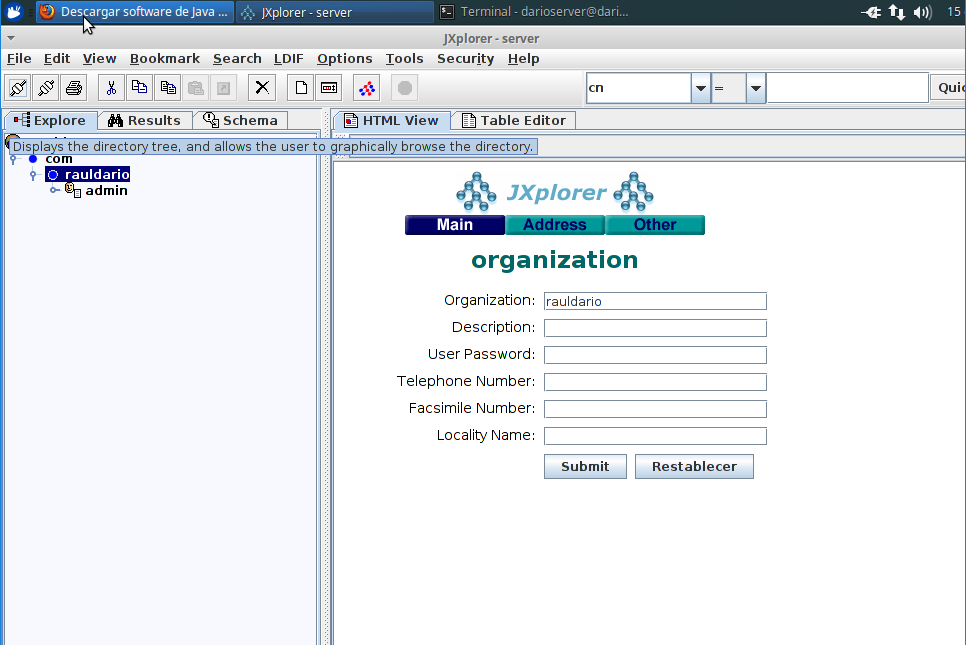 Descargar software de Java ...
JXplorer - server
Terminal - darioserver@dari...
15
JXplorer - server
File Edit View Bookmark Search LDIF Options Tools Security Help
cn = Quic
Explore Results Schema HTML View Table Editor
Displays the directory tree, and allows the user to graphically browse the directory.
com
rauldario
admin
JXplorer
Main Address Other
organization
Organization: rauldario
Description:
User Password:
Telephone Number:
Facsimile Number:
Locality Name:
Submit Restablecer